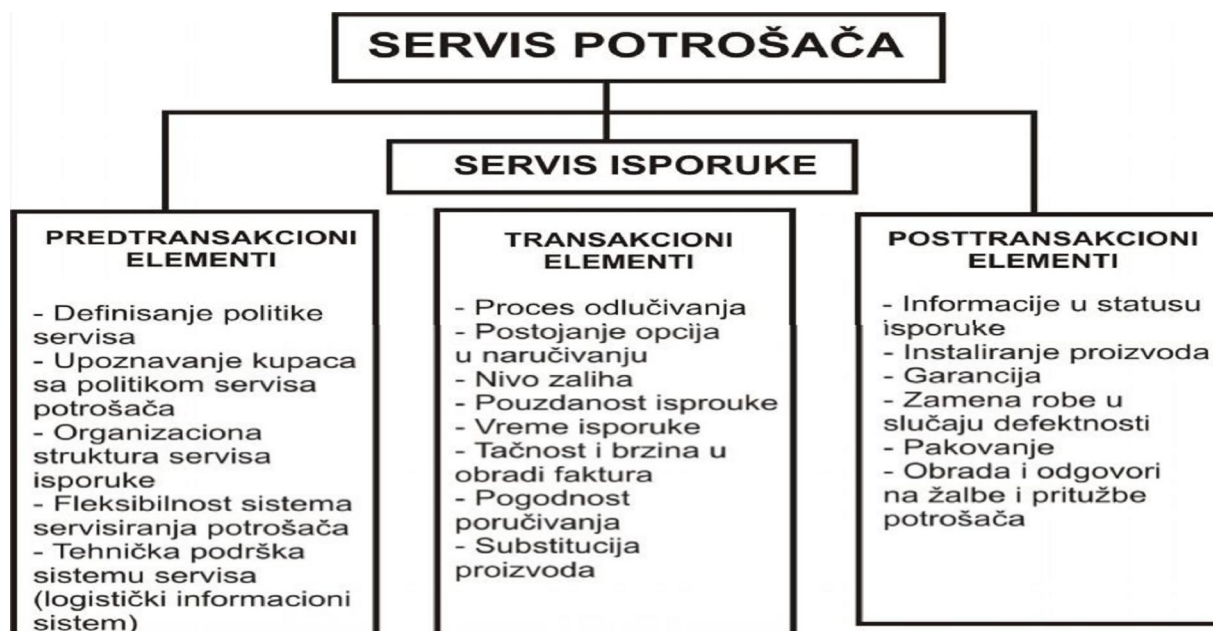 SERVIS POTROŠAČA
SERVIS ISPORUKE
PREDTRANSAKCIONI
ELEMENTI
- Definisanje politike
servisa
- Upoznavanje kupaca
sa politikom servisa
potrošača
- Organizaciona
struktura servisa
isporuke
- Fleksibilnost sistema
servisiranja potrošača
- Tehnička podrška
sistemu servisa
(logistički informacioni
sistem)
TRANSAKCIONI
ELEMENTI
- Proces odlučivanja
- Postojanje opcija
u naručivanju
- Nivo zaliha
- Pouzdanost isprouke
- Vreme isporuke
- Tačnost i brzina u
obradi faktura
- Pogodnost
poručivanja
- Substitucija
proizvoda
POSTTRANSAKCIONI
ELEMENTI
- Informacije u statusu
isporuke
- Instaliranje proizvoda
- Garancija
- Zamena robe u
slučaju defektnosti
- Pakovanje
- Obrada i odgovori
na žalbe i pritužbe
potrošača